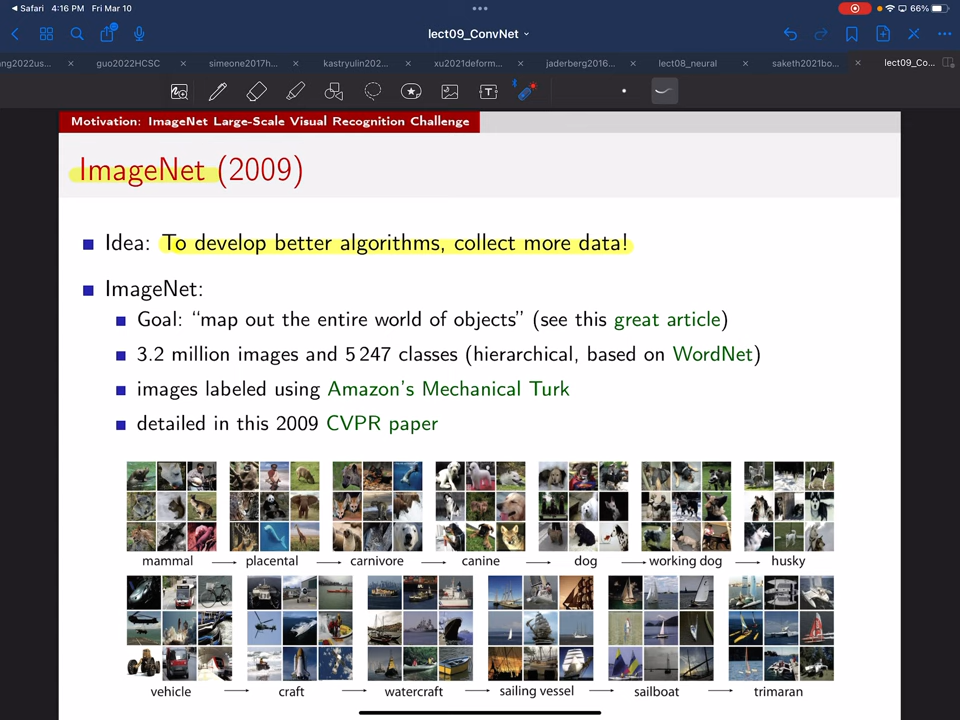 Safari 4:16 PM Fri Mar 10
66%
lect09_ConvNet
ang2022us... guo2022HCSC simeone2017h... kastryulin202... xu2021deform... jaderberg2016... lect08_neural saketh2021bo... lect09_Co...
Motivation: ImageNet Large-Scale Visual Recognition Challenge
ImageNet (2009)
Idea: To develop better algorithms, collect more data!
ImageNet:
Goal: “map out the entire world of objects” (see this great article)
3.2 million images and 5 247 classes (hierarchical, based on WordNet)
images labeled using Amazon's Mechanical Turk
detailed in this 2009 CVPR paper
mammal placental carnivore canine dog working dog husky
vehicle craft watercraft sailing vessel sailboat trimaran